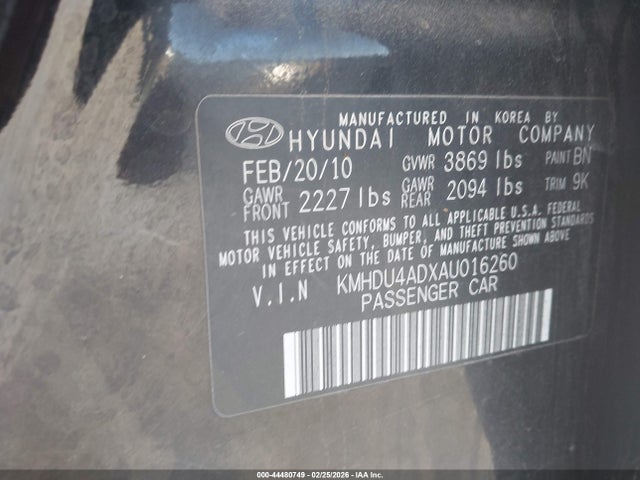 MANUFACTURED IN KOREA BY
HYUNDAI MOTOR COMPANY
FEB/20/10 GVWR 3869 lbs PAINT BN
GAWR FRONT 2227 lbs GAWR REAR 2094 lbs TRIM 9K
THIS VEHICLE CONFORMS TO ALL APPLICABLE U.S.A. FEDERAL
MOTOR VEHICLE SAFETY, BUMPER, AND THEFT PREVENTION STANDARDS
IN EFFECT ON THE DATE OF MANUFACTURE SHOWN ABOVE
V.I.N KMHDU4ADXAU016260
PASSENGER CAR
000-44480749 - 02/25/2026 - IAA Inc.